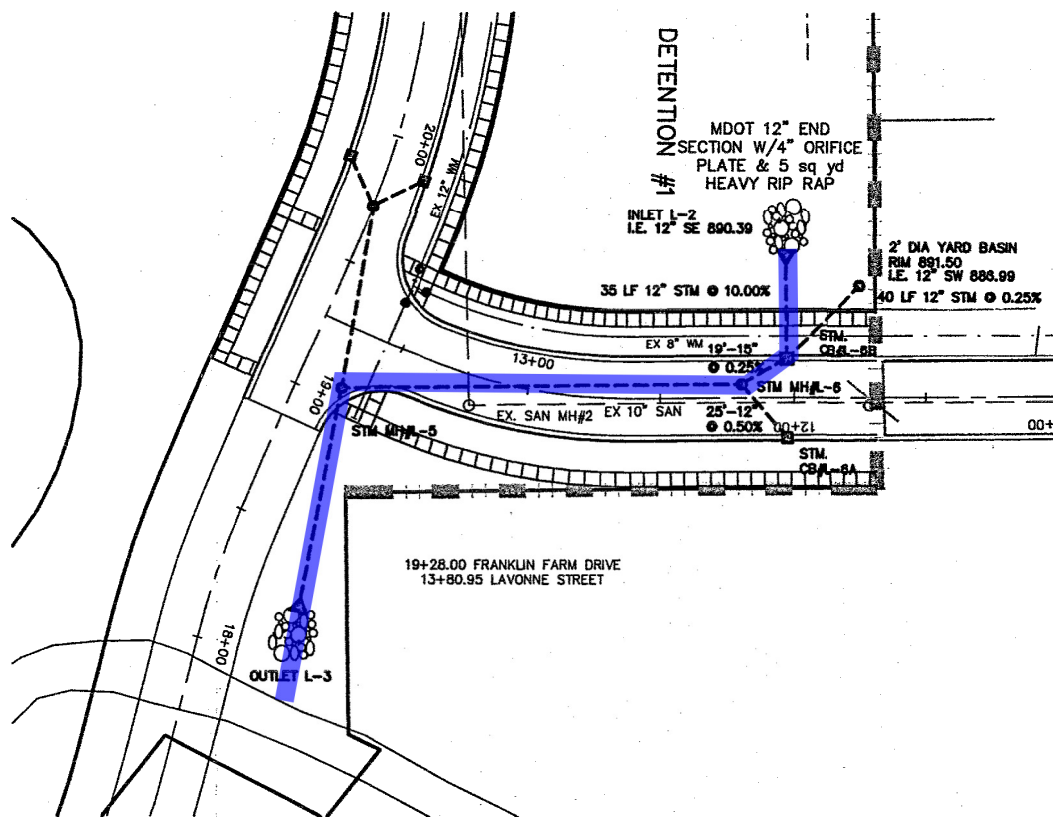 DETENTION #1
MDOT 12" END
SECTION W/4" ORIFICE
PLATE & 5 sq yd
HEAVY RIP RAP
20+00
EX 12" WM
INLET L-2
I.E. 12" SE 890.39
2' DIA YARD BASIN
RIM 891.50
I.E. 12" SW 886.99
35 LF 12" STM @ 10.00%
40 LF 12" STM @ 0.25%
STM.
CB#L-6B
EX 8" WM
19'-15"
@ 0.25%
13+00
19+00
STM MH#L-6
EX. SAN MH#2
EX 10" SAN
25'-12"
@ 0.50%
12+00
STM MH#L-5
STM.
CB#L-6A
19+28.00 FRANKLIN FARM DRIVE
13+80.95 LAVONNE STREET
18+00
OUTLET L-3